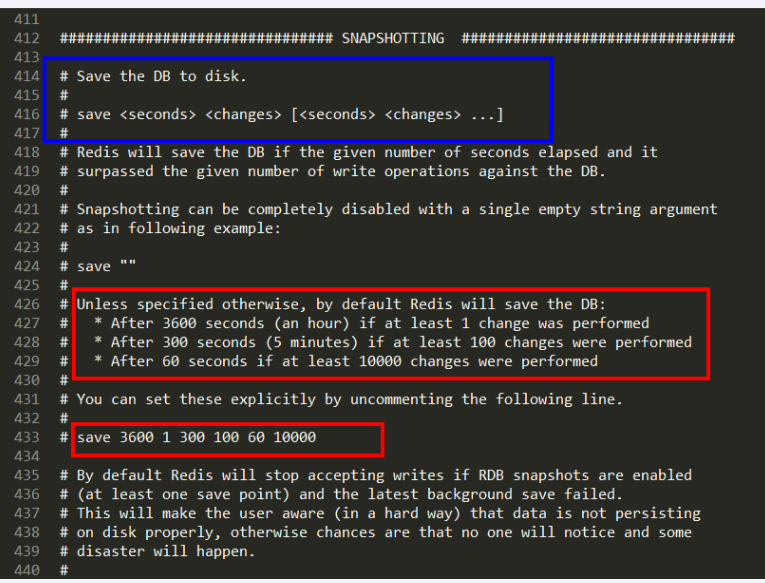 411
412 ################################ SNAPSHOTTING  ################################
413
414 # Save the DB to disk.
415 #
416 # save <seconds> <changes> [<seconds> <changes> ...]
417 #
418 # Redis will save the DB if the given number of seconds elapsed and it
419 # surpassed the given number of write operations against the DB.
420 #
421 # Snapshotting can be completely disabled with a single empty string argument
422 # as in following example:
423 #
424 # save ""
425 #
426 # Unless specified otherwise, by default Redis will save the DB:
427 #   * After 3600 seconds (an hour) if at least 1 change was performed
428 #   * After 300 seconds (5 minutes) if at least 100 changes were performed
429 #   * After 60 seconds if at least 10000 changes were performed
430 #
431 # You can set these explicitly by uncommenting the following line.
432 #
433 # save 3600 1 300 100 60 10000
434
435 # By default Redis will stop accepting writes if RDB snapshots are enabled
436 # (at least one save point) and the latest background save failed.
437 # This will make the user aware (in a hard way) that data is not persisting
438 # on disk properly, otherwise chances are that no one will notice and some
439 # disaster will happen.
440 #